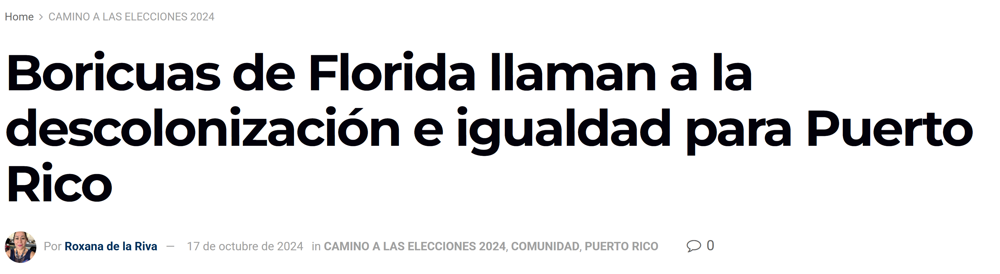 Home > CAMINO A LAS ELECCIONES 2024
Boricuas de Florida llaman a la
descolonización e igualdad para Puerto
Rico
Por Roxana de la Riva — 17 de octubre de 2024 in CAMINO A LAS ELECCIONES 2024, COMUNIDAD, PUERTO RICO 0